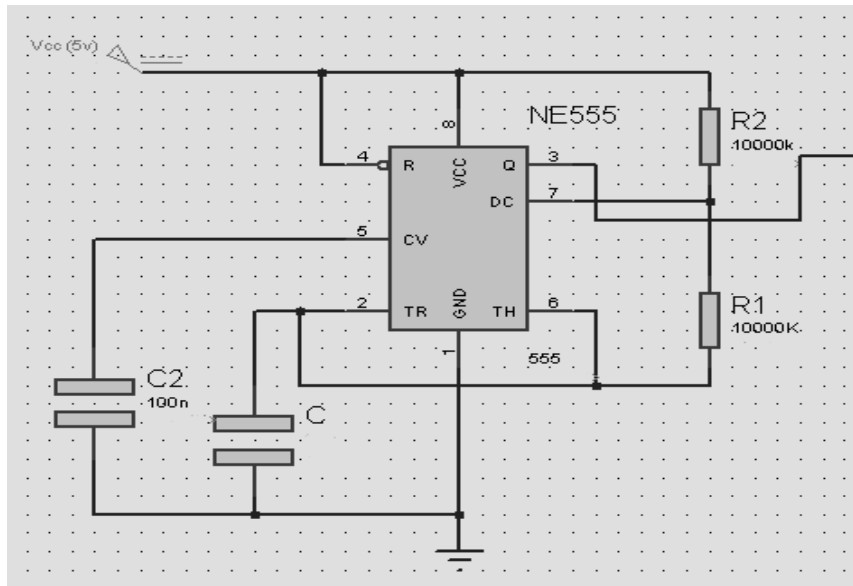 Vcc (5v)
NE555
R2
10000k
8
4
R
VCC
Q
3
DC
7
5
CV
2
TR
GND
TH
6
R1
10000K
1
555
C2
100n
C